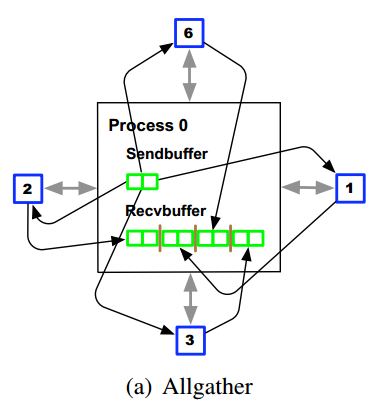 6
Process 0
Sendbuffer
2
1
Recvbuffer
3
(a) Allgather